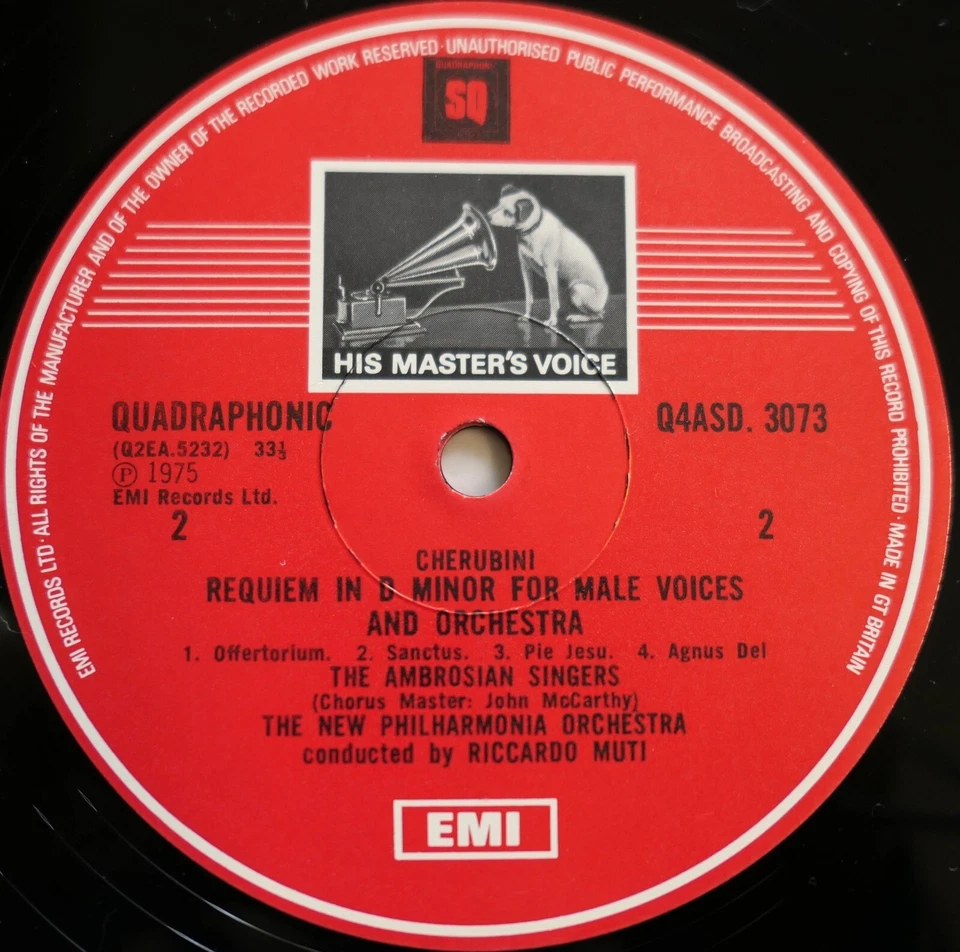 EMI RECORDS LTD·ALL RIGHTS OF THE MANUFACTURER AND OF THE OWNER OF THE RECORDED WORK RESERVED·UNAUTHORISED PUBLIC PERFORMANCE BROADCASTING AND COPYING OF THIS RECORD PROHIBITED·MADE IN GT BRITAIN
QUADRAPHONIC
SQ
HIS MASTER'S VOICE
QUADRAPHONIC Q4ASD. 3073
(Q2EA.5232) 33⅓
℗ 1975
EMI Records Ltd.
2 2
CHERUBINI
REQUIEM IN D MINOR FOR MALE VOICES
AND ORCHESTRA
1. Offertorium. 2. Sanctus. 3. Pie Jesu. 4. Agnus Dei
THE AMBROSIAN SINGERS
(Chorus Master: John McCarthy)
THE NEW PHILHARMONIA ORCHESTRA
conducted by RICCARDO MUTI
EMI